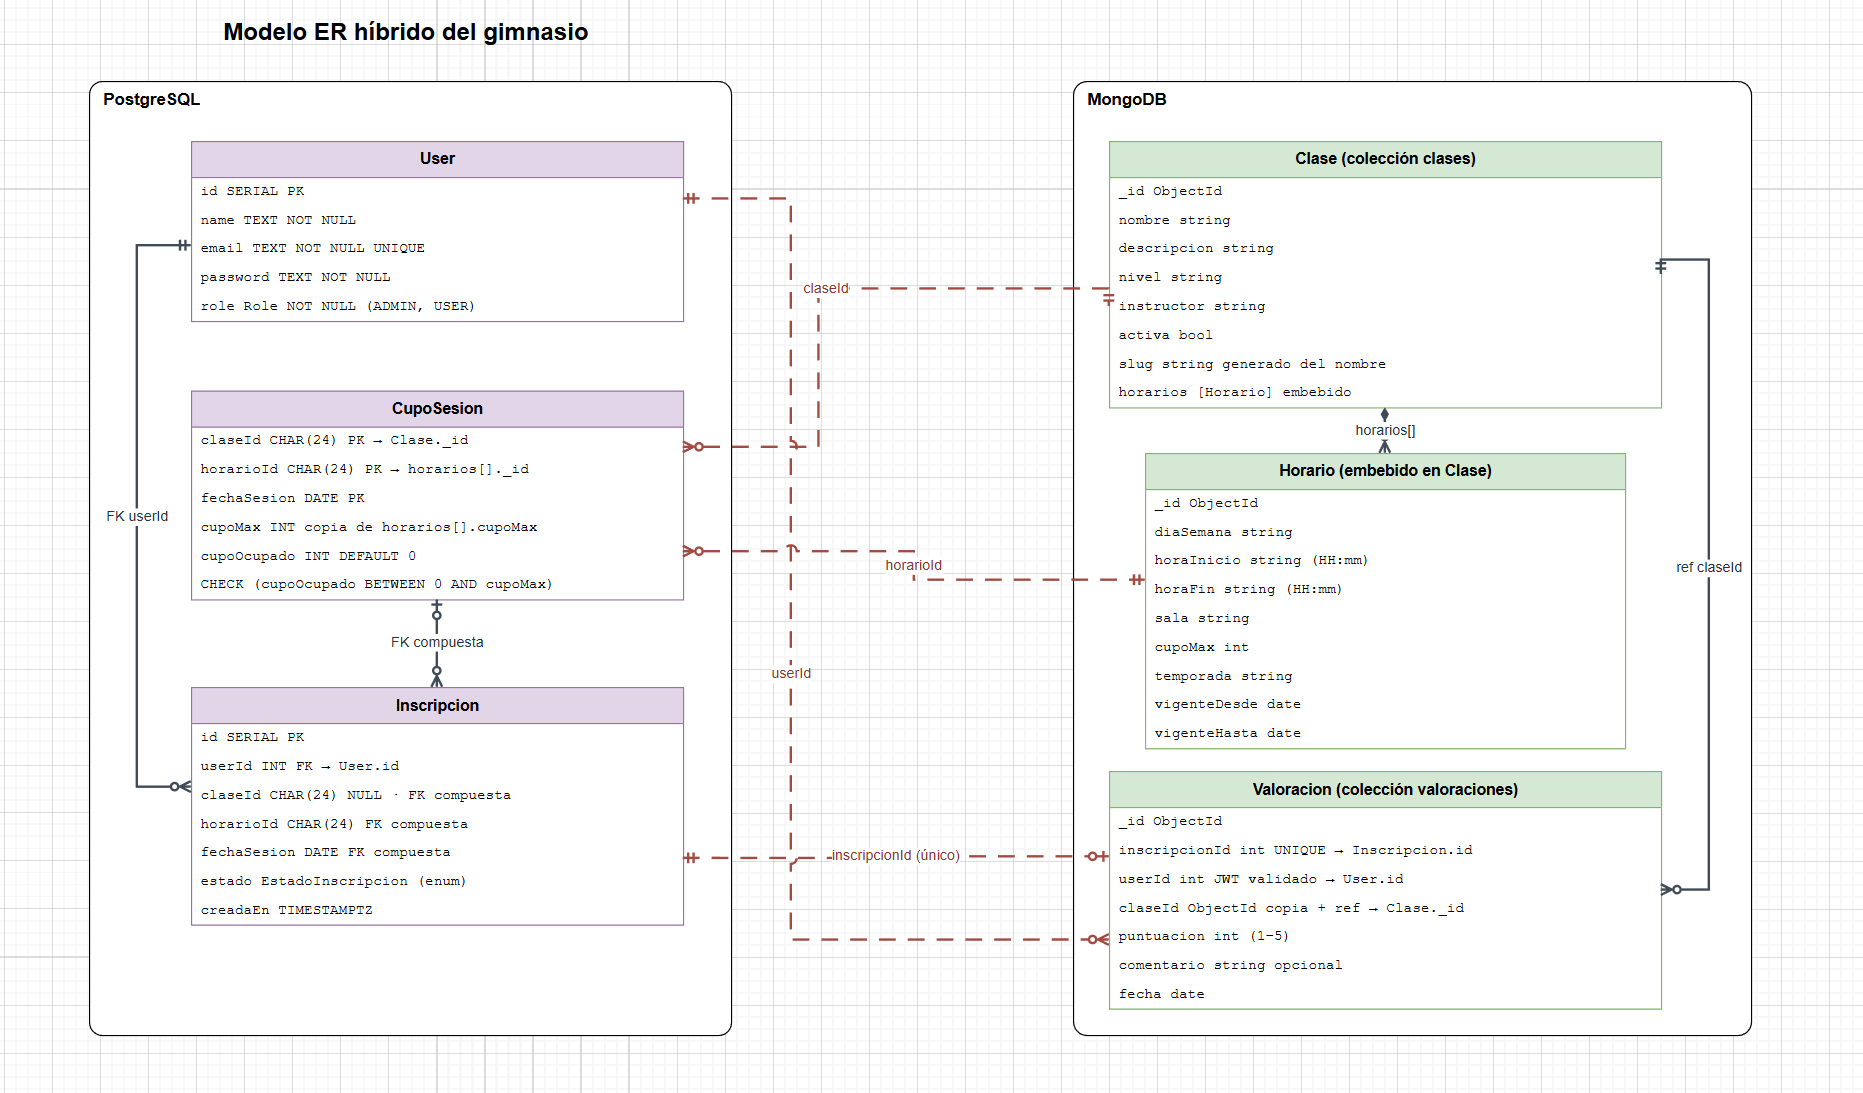 Modelo ER híbrido del gimnasio
PostgreSQL
User
id SERIAL PK
name TEXT NOT NULL
email TEXT NOT NULL UNIQUE
password TEXT NOT NULL
role Role NOT NULL (ADMIN, USER)
CupoSesion
claseId CHAR(24) PK → Clase._id
horarioId CHAR(24) PK → horarios[]._id
fechaSesion DATE PK
cupoMax INT copia de horarios[].cupoMax
cupoOcupado INT DEFAULT 0
CHECK (cupoOcupado BETWEEN 0 AND cupoMax)
FK userId
FK compuesta
Inscripcion
id SERIAL PK
userId INT FK → User.id
claseId CHAR(24) NULL · FK compuesta
horarioId CHAR(24) FK compuesta
fechaSesion DATE FK compuesta
estado EstadoInscripcion (enum)
creadaEn TIMESTAMPTZ
claseId
horarioId
userId
inscripcionId (único)
MongoDB
Clase (colección clases)
_id ObjectId
nombre string
descripcion string
nivel string
instructor string
activa bool
slug string generado del nombre
horarios [Horario] embebido
horarios[]
Horario (embebido en Clase)
_id ObjectId
diaSemana string
horaInicio string (HH:mm)
horaFin string (HH:mm)
sala string
cupoMax int
temporada string
vigenteDesde date
vigenteHasta date
ref claseId
Valoracion (colección valoraciones)
_id ObjectId
inscripcionId int UNIQUE → Inscripcion.id
userId int JWT validado → User.id
claseId ObjectId copia + ref → Clase._id
puntuacion int (1–5)
comentario string opcional
fecha date